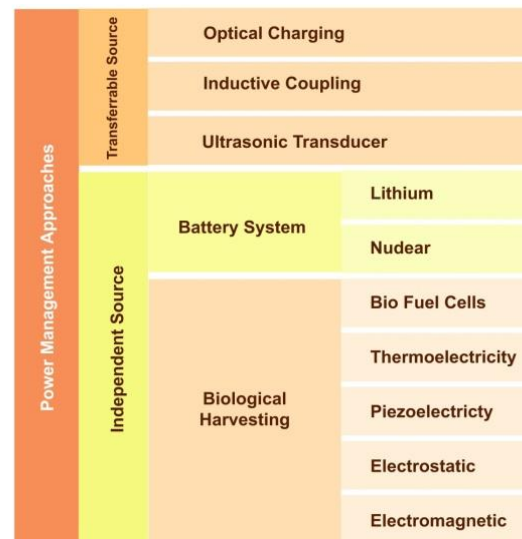 Power Management Approaches
Transferrable Source
Optical Charging
Inductive Coupling
Ultrasonic Transducer
Independent Source
Battery System
Lithium
Nudear
Biological
Harvesting
Bio Fuel Cells
Thermoelectricity
Piezoelectricty
Electrostatic
Electromagnetic